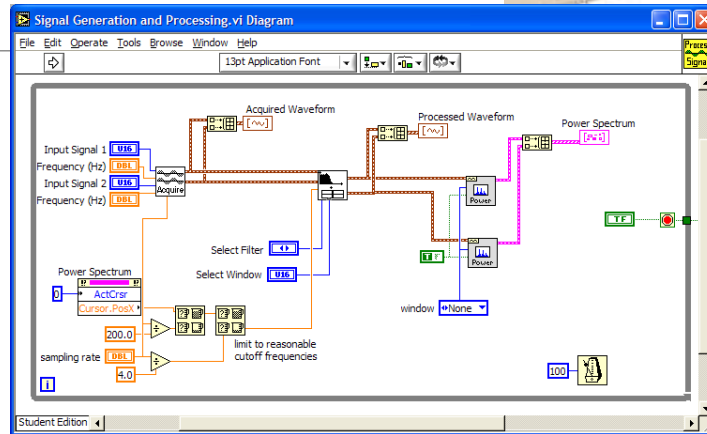 Signal Generation and Processing.vi Diagram
File Edit Operate Tools Browse Window Help
13pt Application Font
Proces
Signa
Acquired Waveform
Processed Waveform
Power Spectrum
Input Signal 1 U16
Frequency (Hz) DBL
Input Signal 2 U16
Frequency (Hz) DBL
Acquire
Power
TF
Select Filter
Power
T F
Select Window U16
Power Spectrum
0 ActCrsr
Cursor.PosX
window None
200.0
limit to reasonable
cutoff frequencies
sampling rate DBL
4.0
100
i
Student Edition